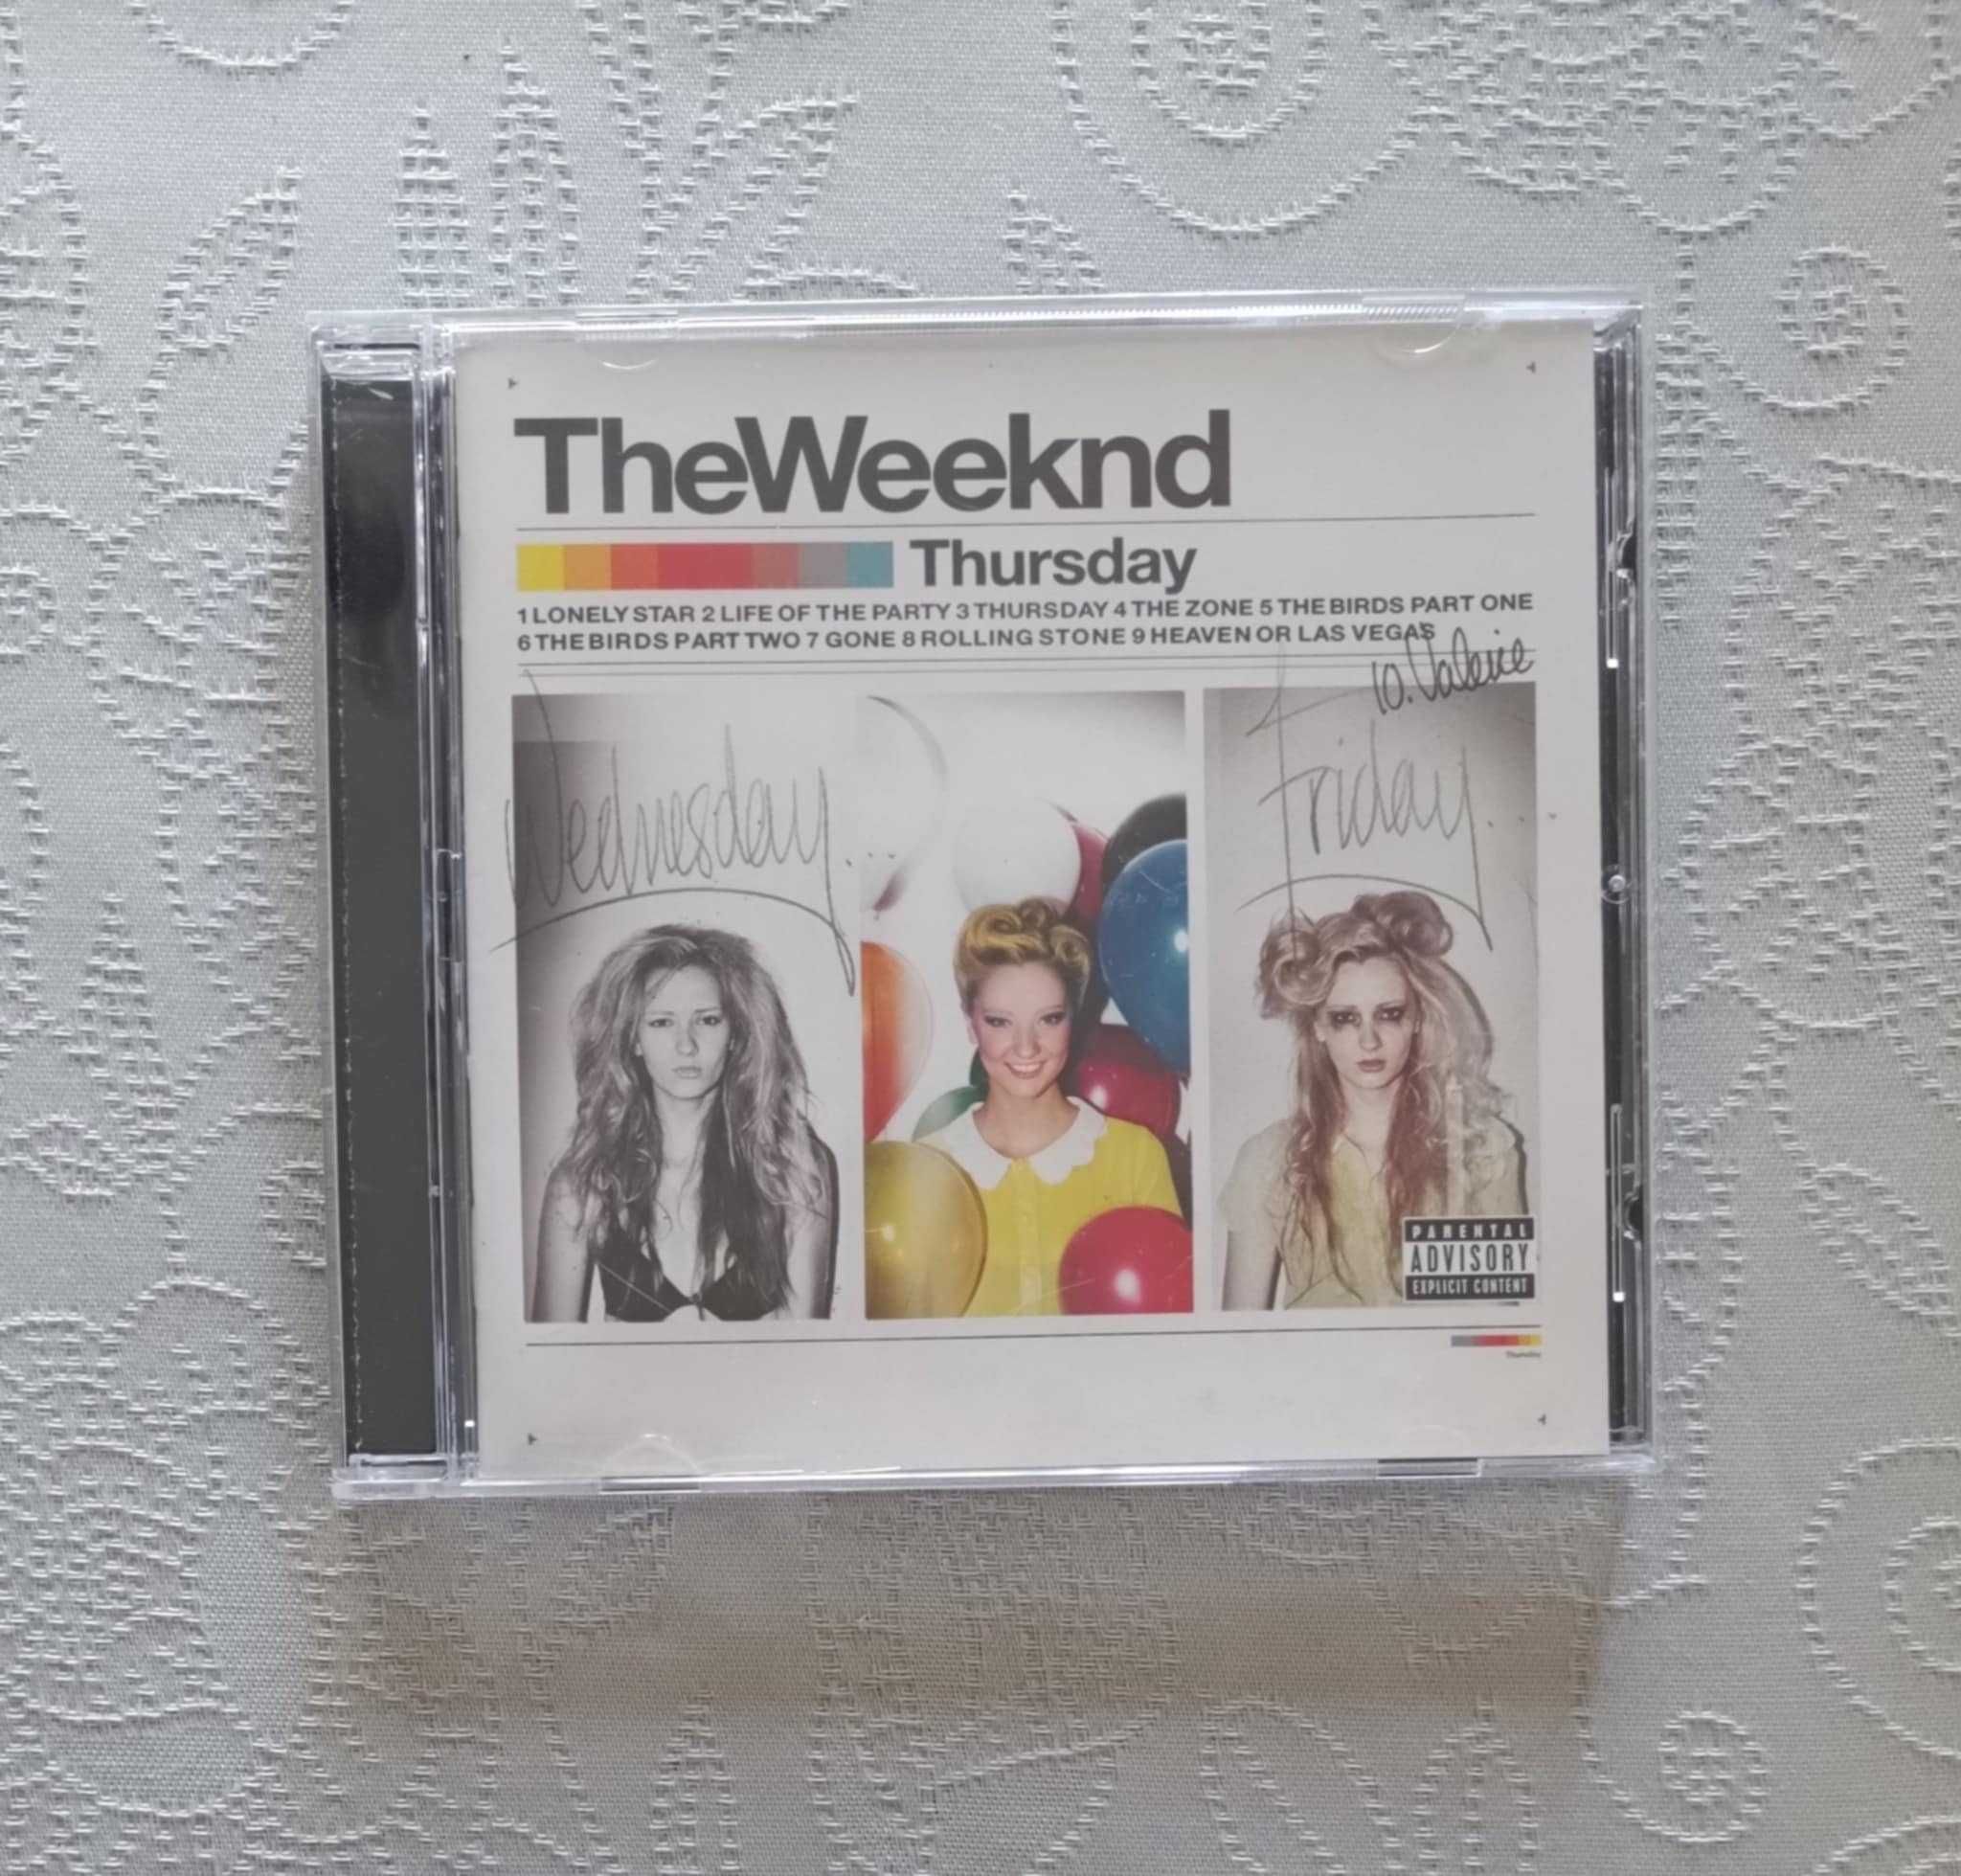 TheWeeknd
Thursday
1 LONELY STAR 2 LIFE OF THE PARTY 3 THURSDAY 4 THE ZONE 5 THE BIRDS PART ONE
6 THE BIRDS PART TWO 7 GONE 8 ROLLING STONE 9 HEAVEN OR LAS VEGAS
10. Valerie
Wednesday...
Friday...
PARENTAL
ADVISORY
EXPLICIT CONTENT
Thursday